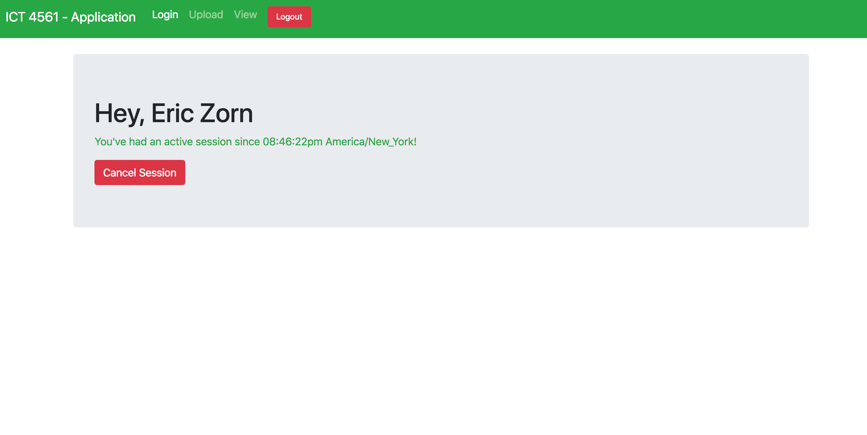 ICT 4561 - Application Login Upload View Logout
Hey, Eric Zorn
You've had an active session since 08:46:22pm America/New_York!
Cancel Session